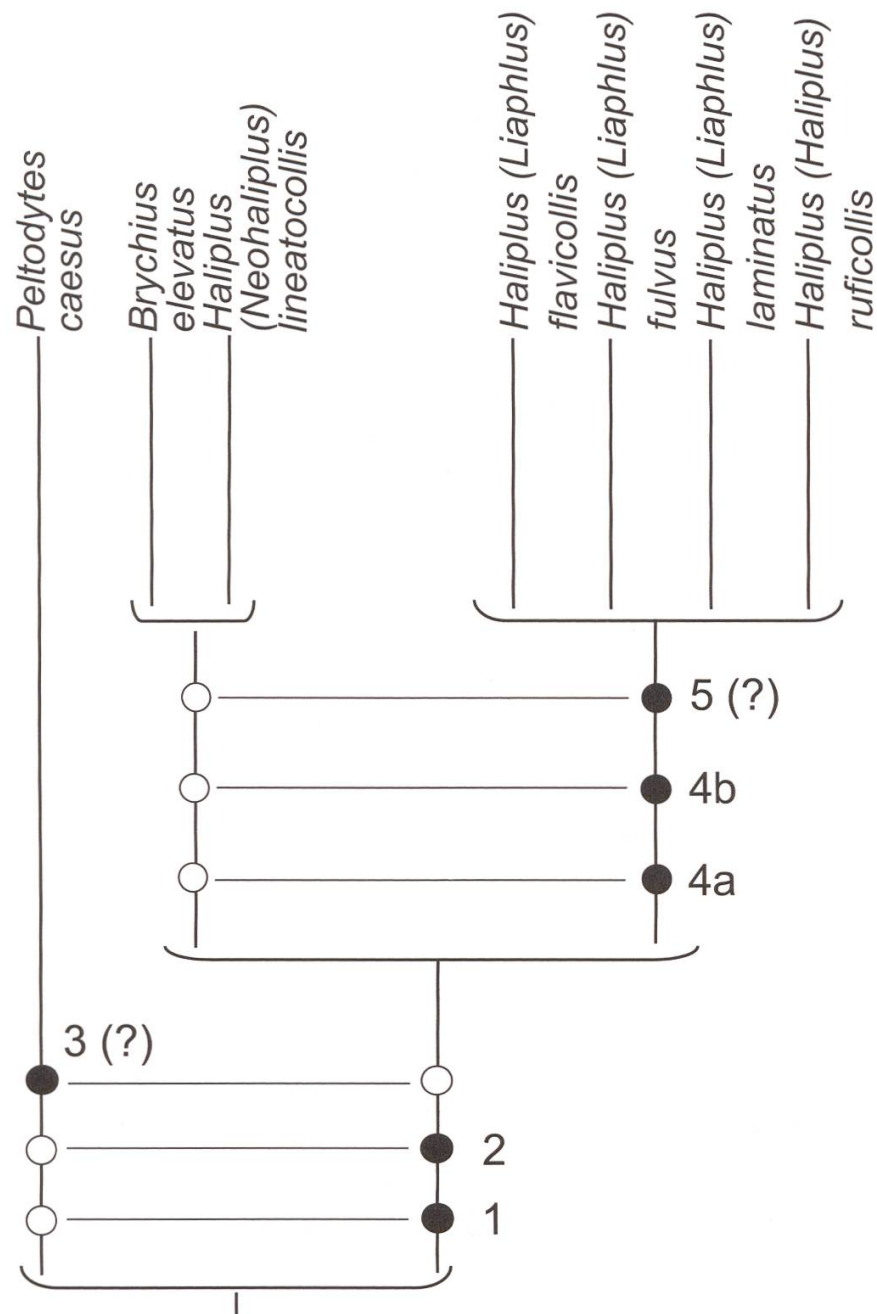 Peltodytes
caesus
Brychius
elevatus
Haliplus
(Neohaliplus)
lineatocollis
Haliplus (Liaphlus)
flavicollis
Haliplus (Liaphlus)
fulvus
Haliplus (Liaphlus)
laminatus
Haliplus (Haliplus)
ruficollis
5 (?)
4b
4a
3 (?)
2
1